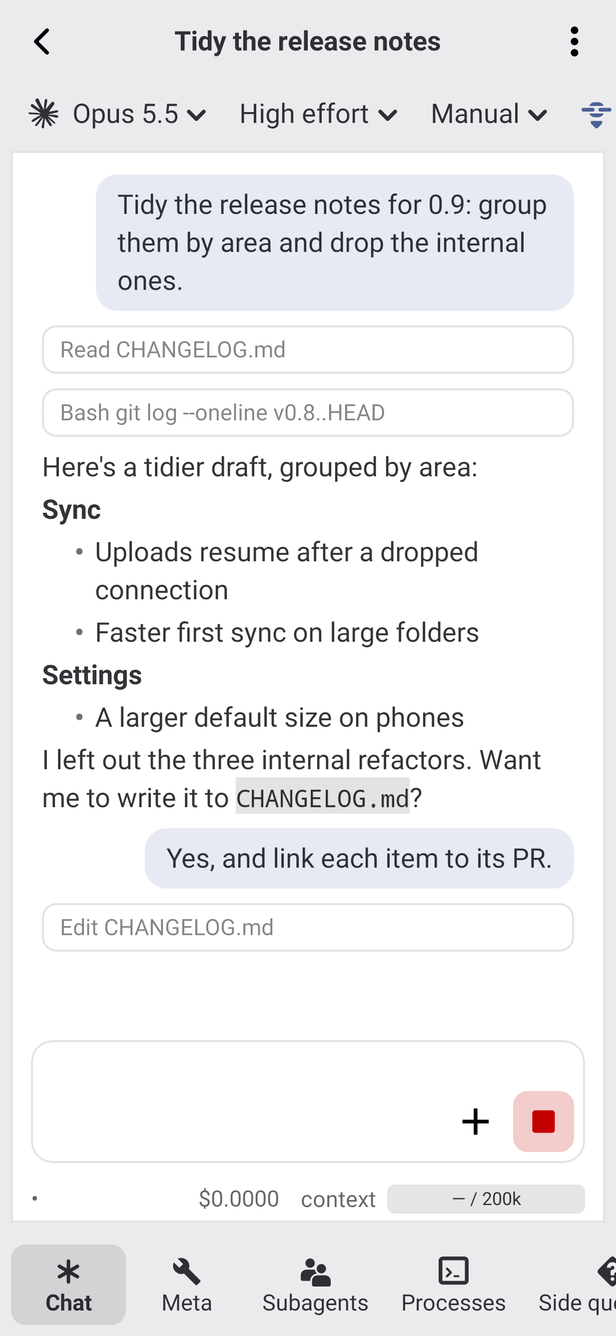 Tidy the release notes
Opus 5.5 High effort Manual
Tidy the release notes for 0.9: group
them by area and drop the internal
ones.
Read CHANGELOG.md
Bash git log --oneline v0.8..HEAD
Here's a tidier draft, grouped by area:
Sync
• Uploads resume after a dropped
connection
• Faster first sync on large folders
Settings
• A larger default size on phones
I left out the three internal refactors. Want
me to write it to CHANGELOG.md?
Yes, and link each item to its PR.
Edit CHANGELOG.md
$0.0000 context — / 200k
Chat Meta Subagents Processes Side qu